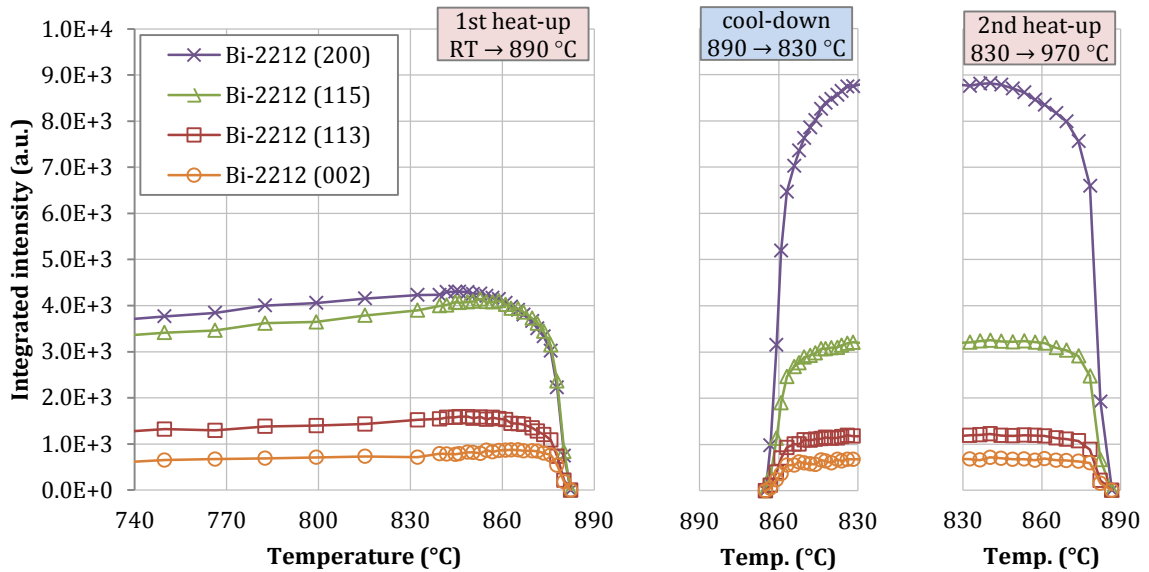 1st heat-up
RT → 890 °C
cool-down
890 → 830 °C
2nd heat-up
830 → 970 °C
Integrated intensity (a.u.)
1.0E+4
9.0E+3
8.0E+3
7.0E+3
6.0E+3
5.0E+3
4.0E+3
3.0E+3
2.0E+3
1.0E+3
0.0E+0
Bi-2212 (200)
Bi-2212 (115)
Bi-2212 (113)
Bi-2212 (002)
740 770 800 830 860 890
890 860 830
830 860 890
Temperature (°C)
Temp. (°C)
Temp. (°C)